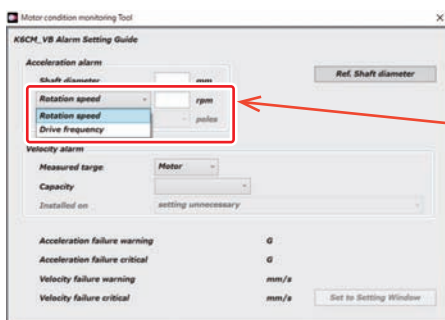 Motor condition monitoring Tool
K6CM_VB Alarm Setting Guide
Acceleration alarm
Shaft diameter mm
Ref. Shaft diameter
Rotation speed rpm
Rotation speed
poles
Drive frequency
Velocity alarm
Measured targe Motor
Capacity
Installed on setting unnecessary
Acceleration failure warning G
Acceleration failure critical G
Velocity failure warning mm/s
Velocity failure critical mm/s
Set to Setting Window